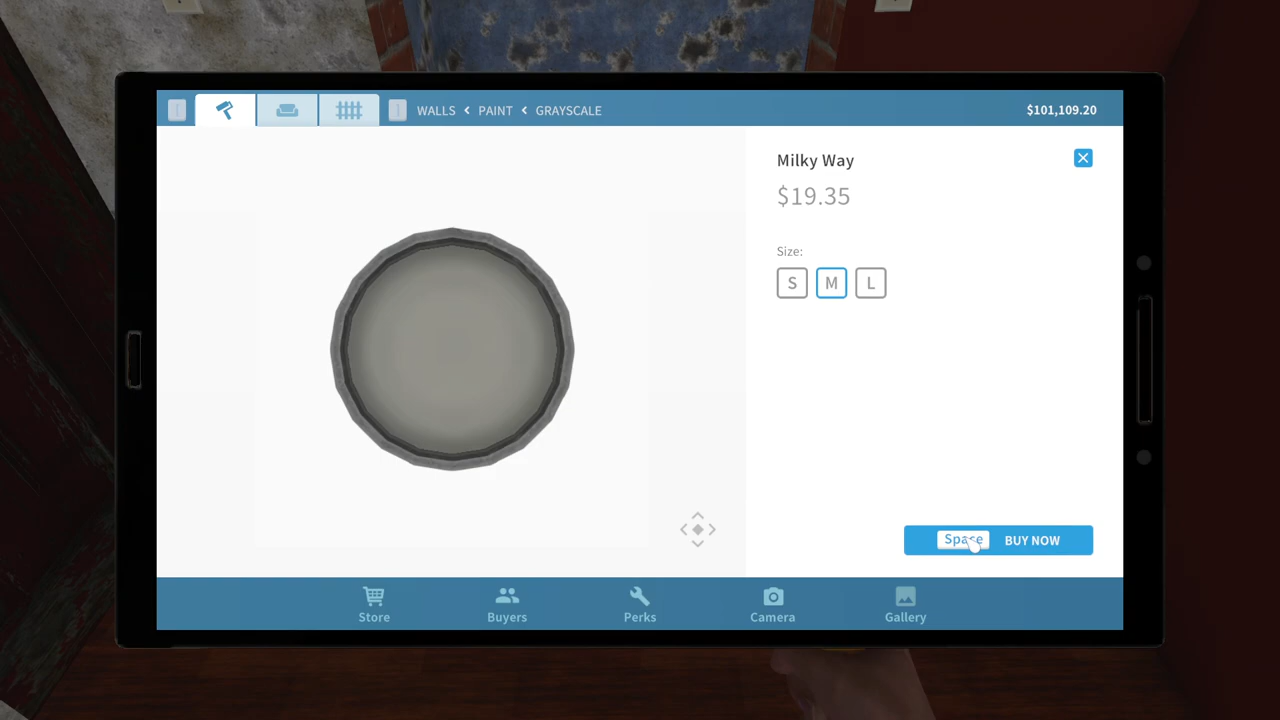 WALLS < PAINT < GRAYSCALE
$101,109.20
Milky Way
$19.35
Size:
S M L
Space BUY NOW
Store Buyers Perks Camera Gallery